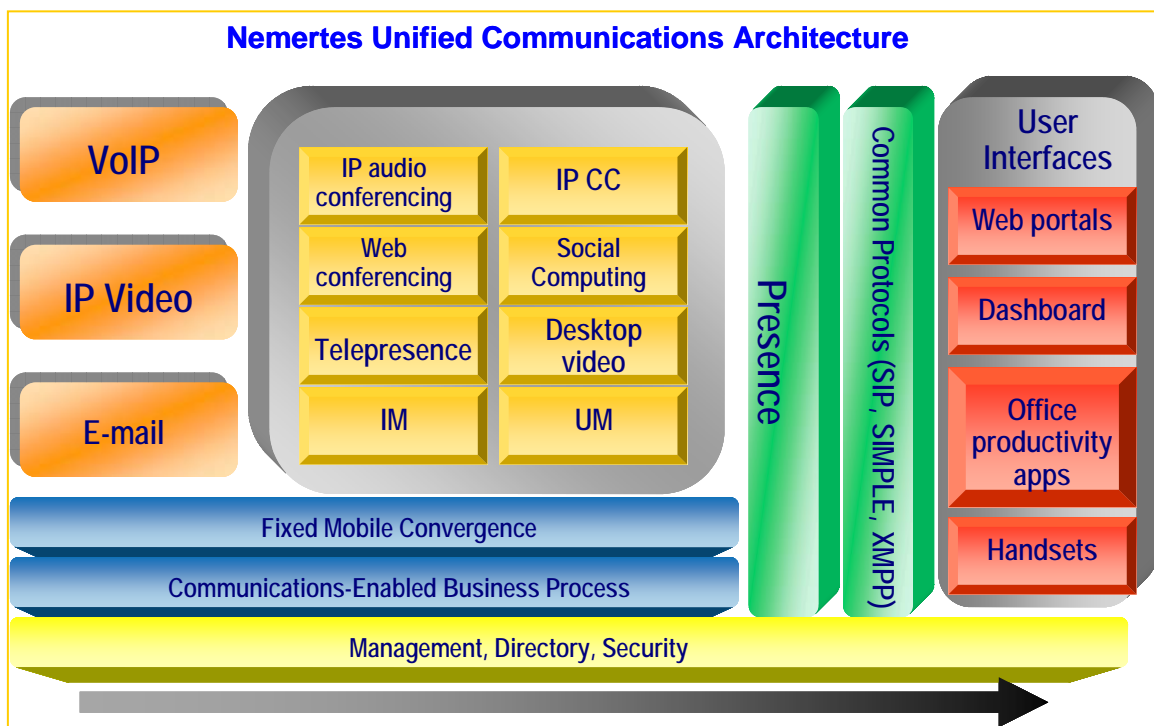 Nemertes Unified Communications Architecture
VoIP
IP Video
E-mail
IP audio
conferencing
IP CC
Web
conferencing
Social
Computing
Telepresence
Desktop
video
IM
UM
Fixed Mobile Convergence
Communications-Enabled Business Process
Management, Directory, Security
Presence
Common Protocols (SIP, SIMPLE, XMPP)
User
Interfaces
Web portals
Dashboard
Office
productivity
apps
Handsets